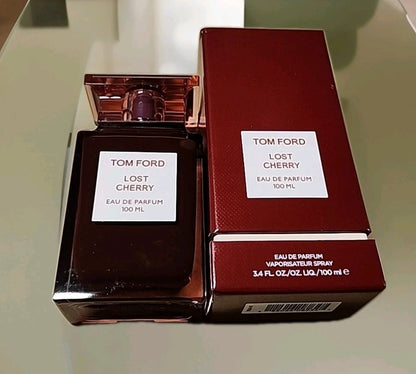 TOM FORD
LOST
CHERRY
EAU DE PARFUM
100 ML
TOM FORD
LOST
CHERRY
EAU DE PARFUM
100 ML
EAU DE PARFUM
VAPORISATEUR SPRAY
3.4 FL. OZ./OZ. LIQ. / 100 ml e